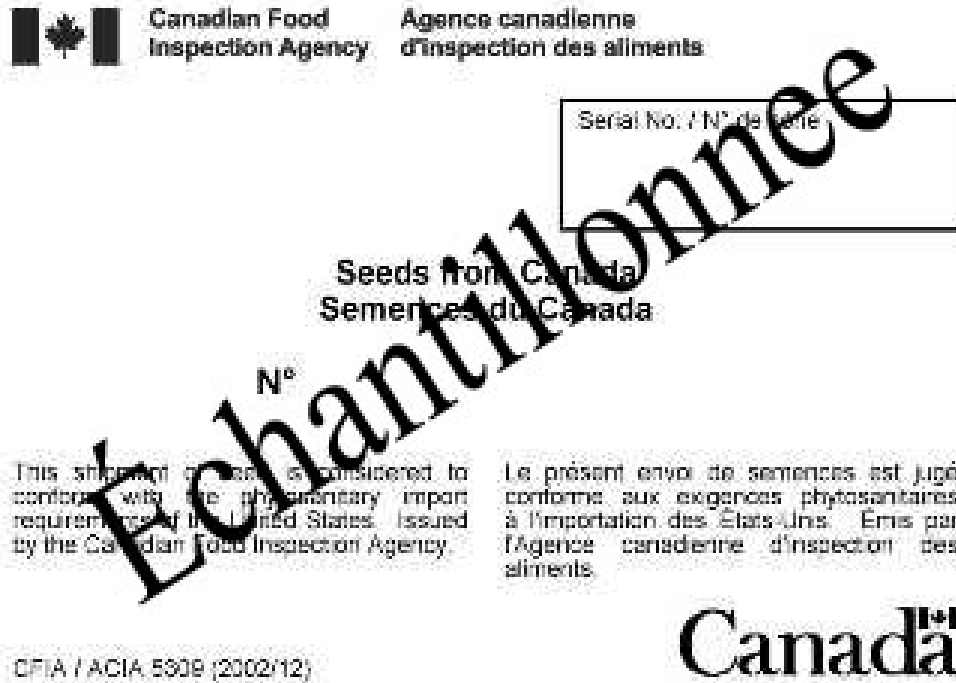 Canadian Food
Inspection Agency
Agence canadienne
d'inspection des aliments
Serial No. / N° de série
Seeds from Canada
Semences du Canada
N°
Échantillonnee
This shipment of seed is considered to
conform with the phytosanitary import
requirements of the United States. Issued
by the Canadian Food Inspection Agency.
Le présent envoi de semences est jugé
conforme aux exigences phytosanitaires
à l'importation des États-Unis. Émis par
l'Agence canadienne d'inspection des
aliments.
CFIA / ACIA 5309 (2002/12)
Canada